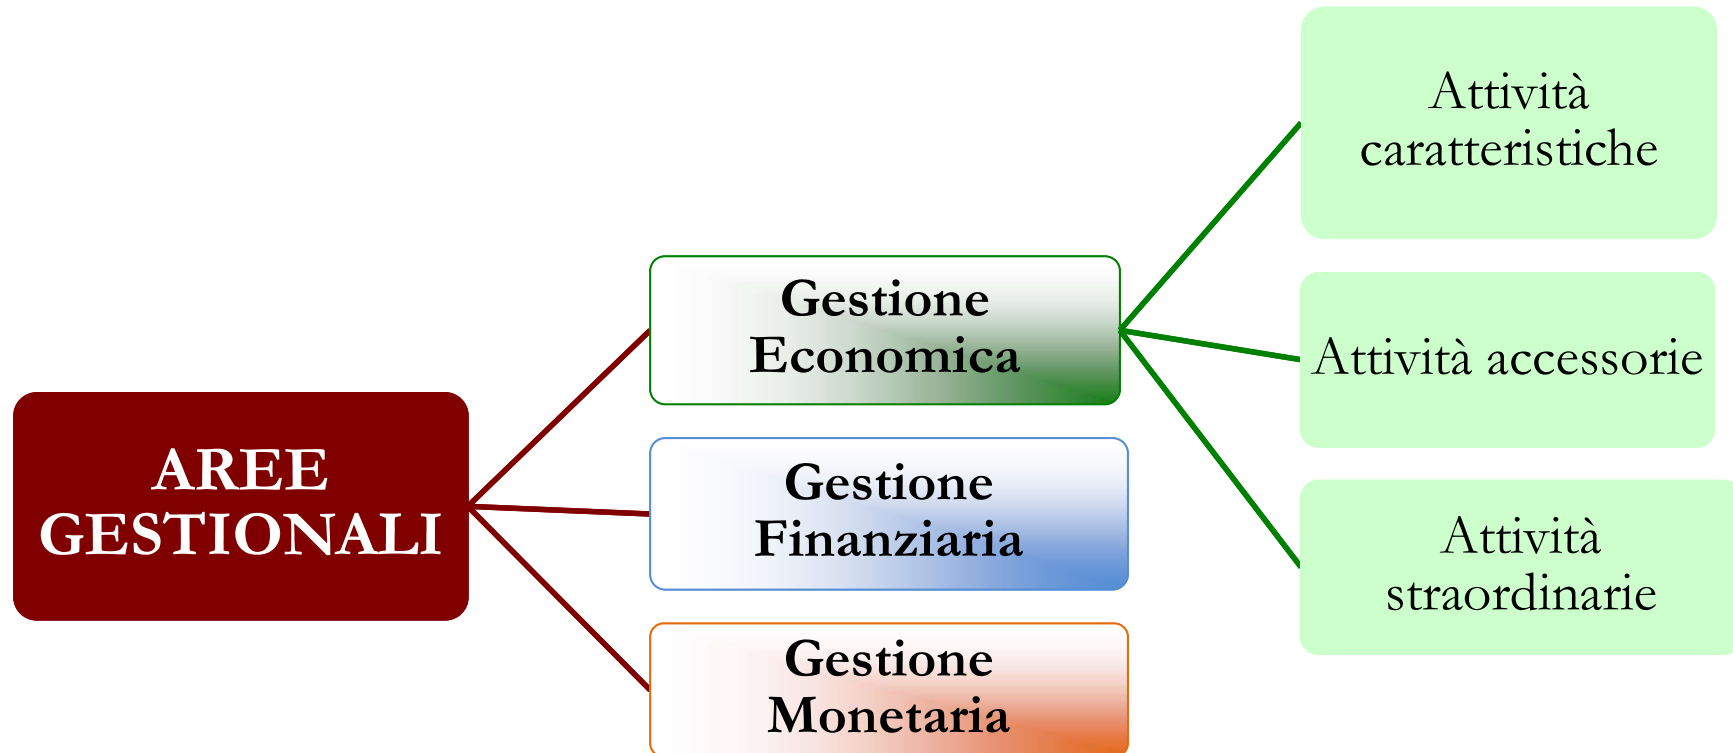 AREE
GESTIONALI
Gestione
Economica
Gestione
Finanziaria
Gestione
Monetaria
Attività
caratteristiche
Attività accessorie
Attività
straordinarie